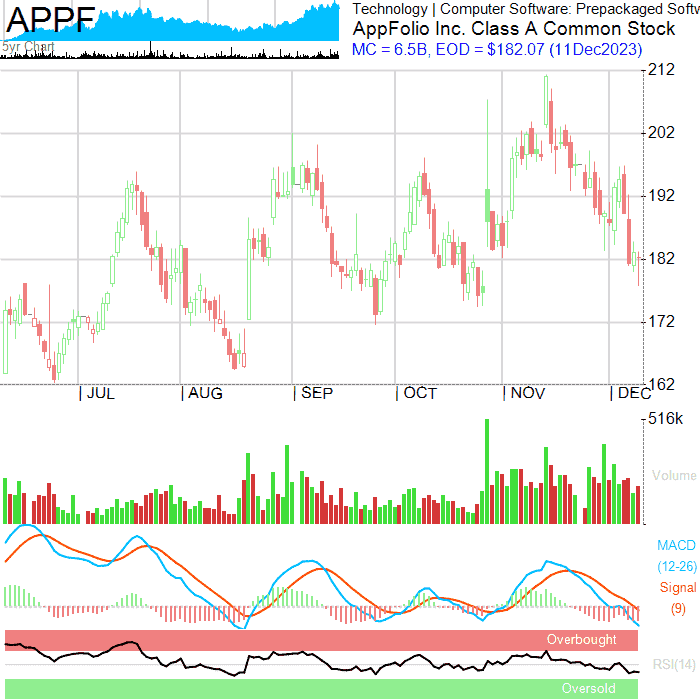 APPF
5yr Chart
Technology | Computer Software: Prepackaged Softw
AppFolio Inc. Class A Common Stock
MC = 6.5B, EOD = $182.07 (11Dec2023)
212
202
192
182
172
162
| JUL | AUG | SEP | OCT | NOV | DEC
516k
Volume
MACD
(12-26)
Signal
(9)
Overbought
RSI(14)
Oversold